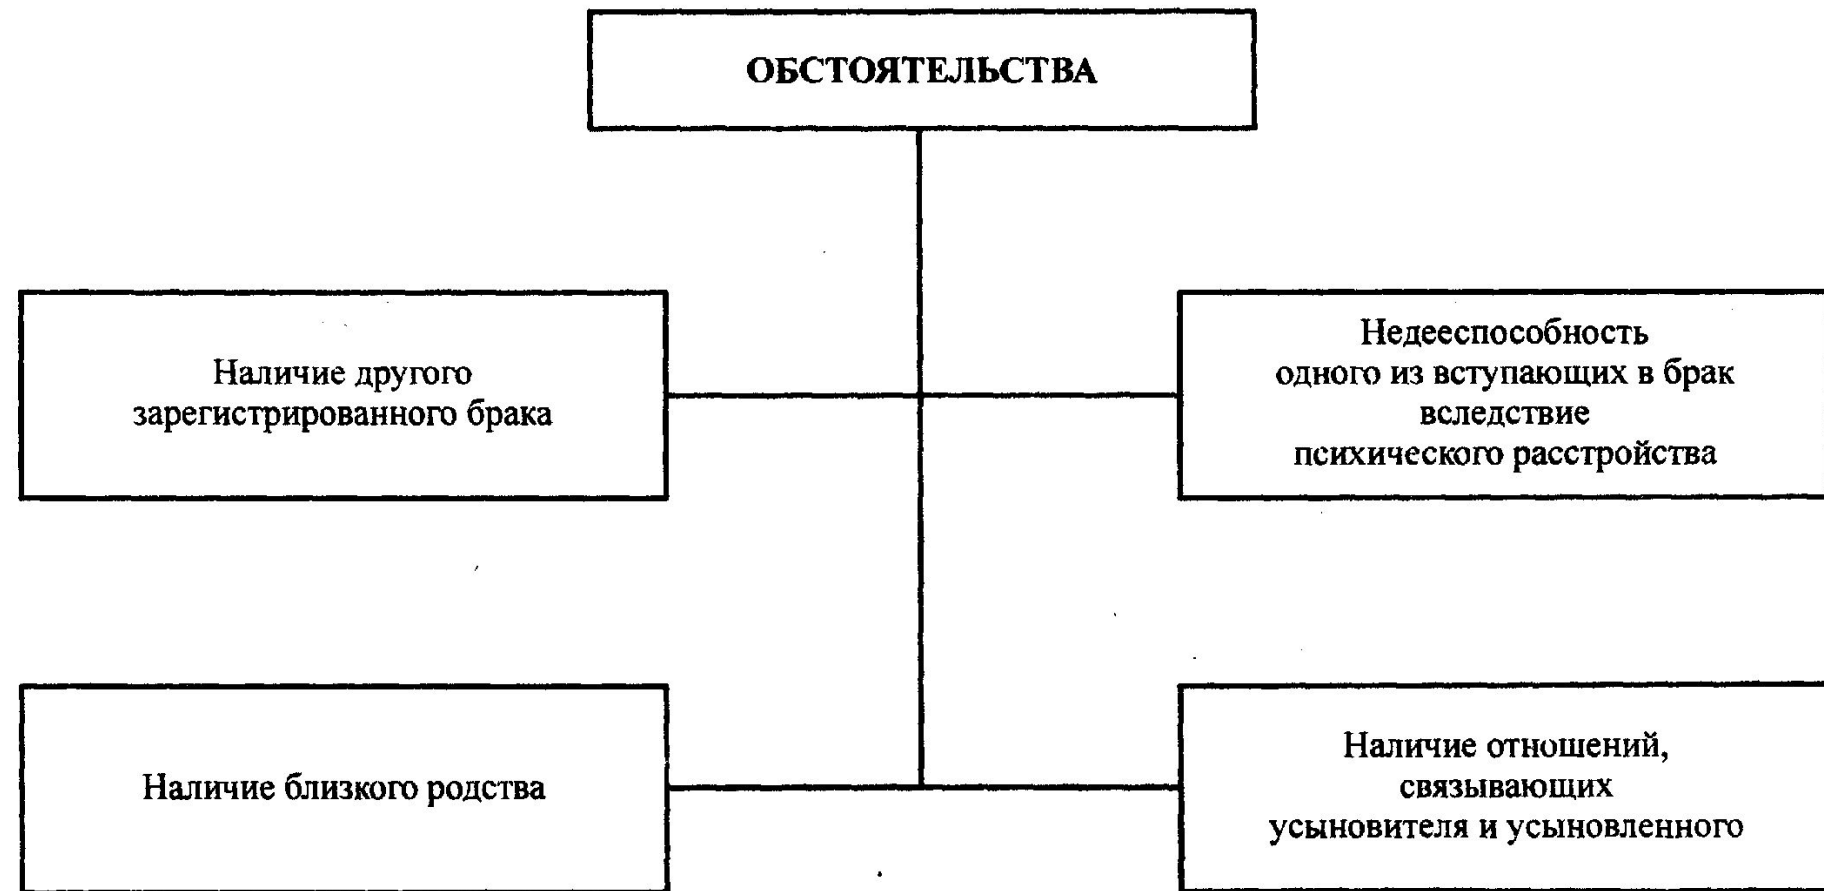 ОБСТОЯТЕЛЬСТВА
Наличие другого
зарегистрированного брака
Недееспособность
одного из вступающих в брак
вследствие
психического расстройства
Наличие близкого родства
Наличие отношений,
связывающих
усыновителя и усыновленного